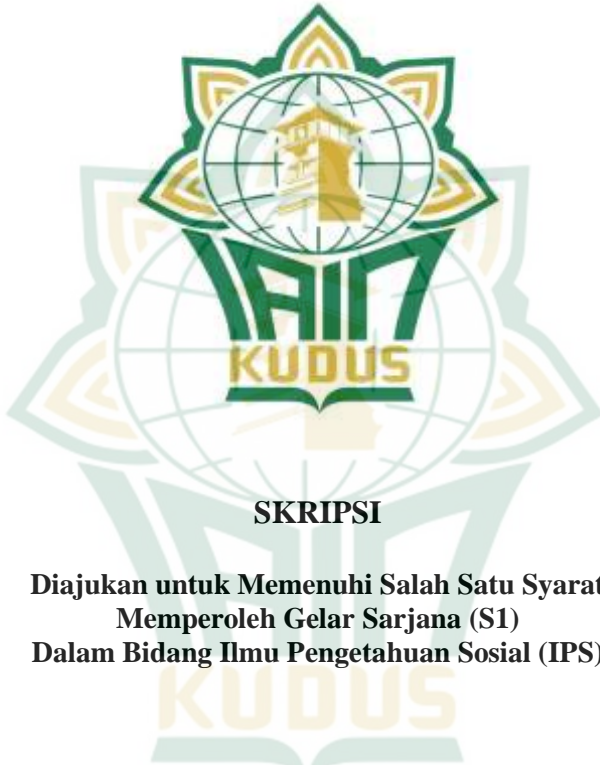 IAIN
KUDUS
SKRIPSI
Diajukan untuk Memenuhi Salah Satu Syarat
Memperoleh Gelar Sarjana (S1)
Dalam Bidang Ilmu Pengetahuan Sosial (IPS)
KUDUS